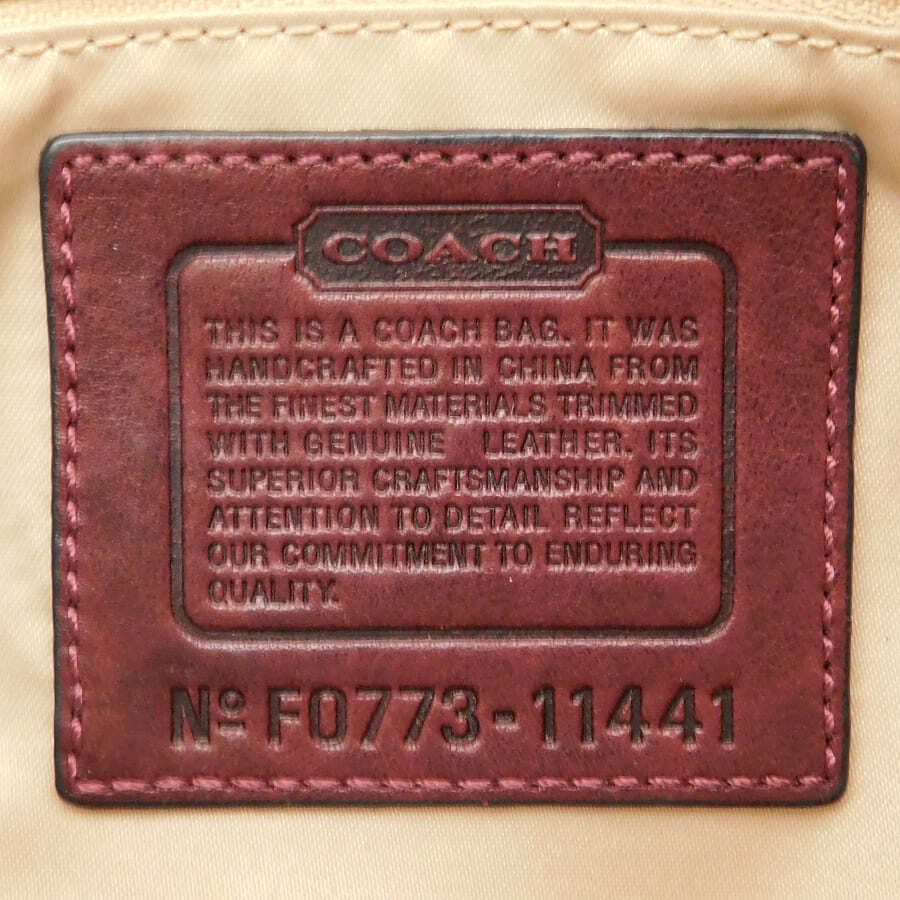 COACH
THIS IS A COACH BAG. IT WAS
HANDCRAFTED IN CHINA FROM
THE FINEST MATERIALS TRIMMED
WITH GENUINE LEATHER. ITS
SUPERIOR CRAFTSMANSHIP AND
ATTENTION TO DETAIL REFLECT
OUR COMMITMENT TO ENDURING
QUALITY.
Nº F0773-11441